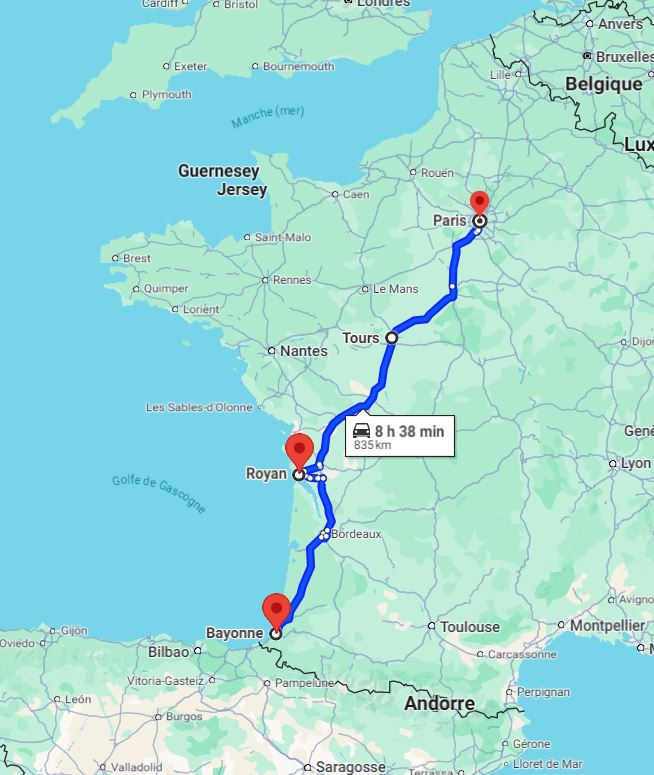 Cardiff
Bristol
Londres
Anvers
Exeter
Bournemouth
Bruxelles
Lille
Belgique
Plymouth
Manche (mer)
Lux
Guernesey
Jersey
Rouen
Caen
Paris
Saint-Malo
Brest
Rennes
Le Mans
Quimper
Lorient
Tours
Dijo
Nantes
Les Sables-d'Olonne
8 h 38 min
835 km
Genè
Lyon
Royan
Golfe de Gascogne
Bordeaux
Avigno
Bayonne
Toulouse
Montpellier
Gijón
Oviedo
Bilbao
M
Carcassonne
Vitoria-Gasteiz
Pampelune
Perpignan
León
Andorre
Burgos
Gérone
Valladolid
Saragosse
Lloret de Mar